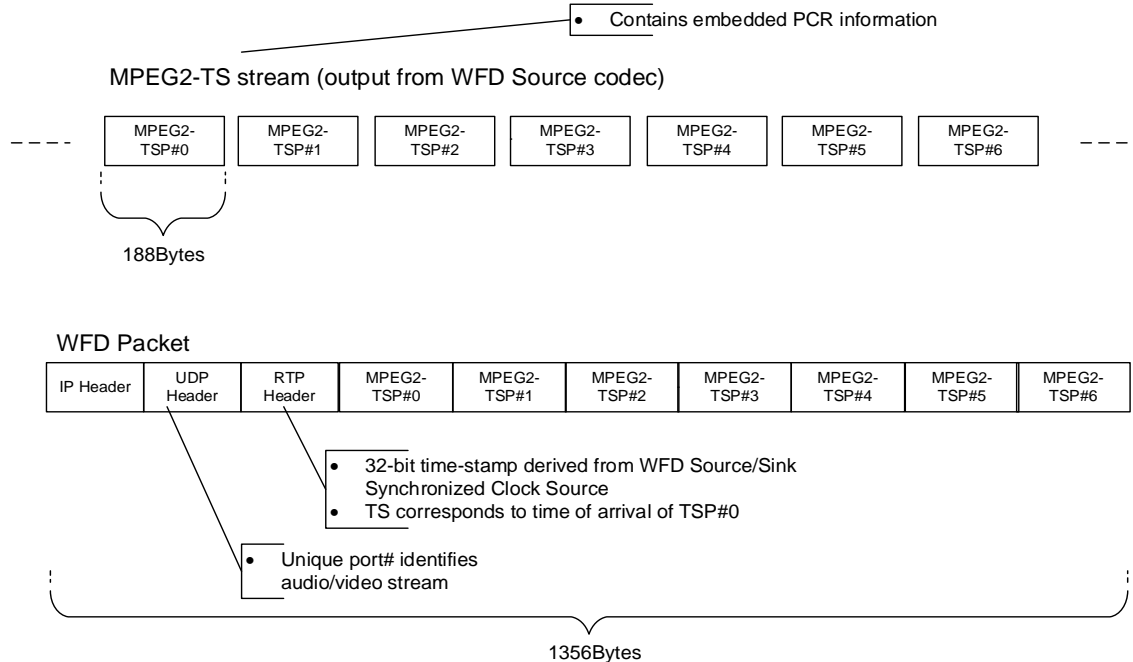 • Contains embedded PCR information
MPEG2-TS stream (output from WFD Source codec)
MPEG2-
TSP#0
MPEG2-
TSP#1
MPEG2-
TSP#2
MPEG2-
TSP#3
MPEG2-
TSP#4
MPEG2-
TSP#5
MPEG2-
TSP#6
188Bytes
WFD Packet
IP Header
UDP
Header
RTP
Header
MPEG2-
TSP#0
MPEG2-
TSP#1
MPEG2-
TSP#2
MPEG2-
TSP#3
MPEG2-
TSP#4
MPEG2-
TSP#5
MPEG2-
TSP#6
• 32-bit time-stamp derived from WFD Source/Sink
Synchronized Clock Source
• TS corresponds to time of arrival of TSP#0
• Unique port# identifies
audio/video stream
1356Bytes